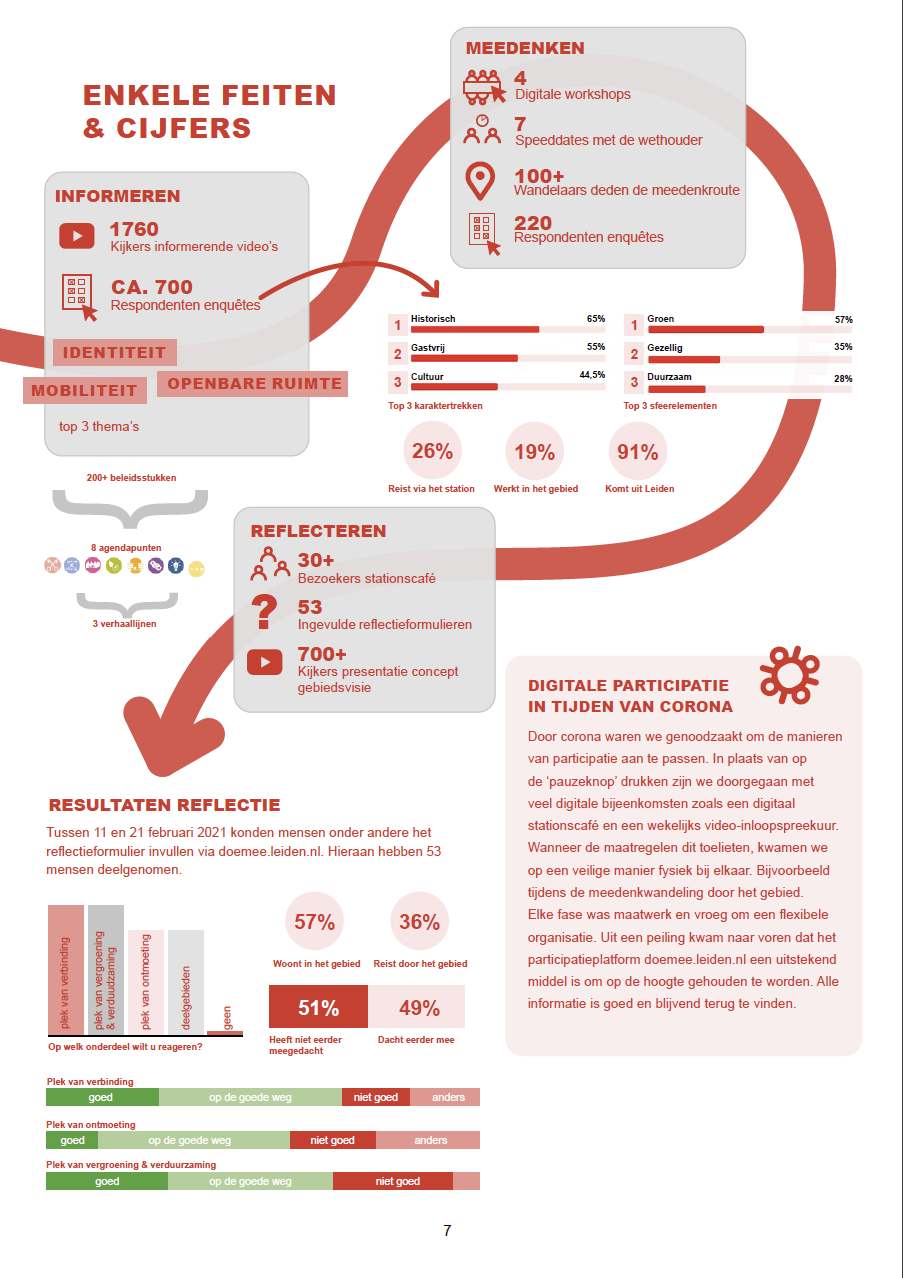 ENKELE FEITEN
& CIJFERS
INFORMEREN
1760
Kijkers informerende video's
CA. 700
Respondenten enquêtes
IDENTITEIT
MOBILITEIT
OPENBARE RUIMTE
top 3 thema's
MEEDENKEN
4
Digitale workshops
7
Speeddates met de wethouder
100+
Wandelaars deden de meedenkroute
220
Respondenten enquêtes
1 Historisch 65%
2 Gastvrij 55%
3 Cultuur 44,5%
Top 3 karaktertrekken
1 Groen 57%
2 Gezellig 35%
3 Duurzaam 28%
Top 3 sfeerelementen
26%
Reist via het station
19%
Werkt in het gebied
91%
Komt uit Leiden
200+ beleidsstukken
8 agendapunten
3 verhaallijnen
REFLECTEREN
30+
Bezoekers stationscafé
53
Ingevulde reflectieformulieren
700+
Kijkers presentatie concept
gebiedsvisie
DIGITALE PARTICIPATIE
IN TIJDEN VAN CORONA
Door corona waren we genoodzaakt om de manieren
van participatie aan te passen. In plaats van op
de 'pauzeknop' drukken zijn we doorgegaan met
veel digitale bijeenkomsten zoals een digitaal
stationscafé en een wekelijks video-inloopspreekuur.
Wanneer de maatregelen dit toelieten, kwamen we
op een veilige manier fysiek bij elkaar. Bijvoorbeeld
tijdens de meedenkwandeling door het gebied.
Elke fase was maatwerk en vroeg om een flexibele
organisatie. Uit een peiling kwam naar voren dat het
participatieplatform doemee.leiden.nl een uitstekend
middel is om op de hoogte gehouden te worden. Alle
informatie is goed en blijvend terug te vinden.
RESULTATEN REFLECTIE
Tussen 11 en 21 februari 2021 konden mensen onder andere het
reflectieformulier invullen via doemee.leiden.nl. Hieraan hebben 53
mensen deelgenomen.
plek van verbinding
plek van vergroening
& verduudzaming
plek van ontmoeting
deelgebieden
geen
Op welk onderdeel wilt u reageren?
57%
Woont in het gebied
36%
Reist door het gebied
51%
49%
Heeft niet eerder
meegedacht
Dacht eerder mee
Plek van verbinding
goed op de goede weg niet goed anders
Plek van ontmoeting
goed op de goede weg niet goed anders
Plek van vergroening & verduurzaming
goed op de goede weg niet goed
7